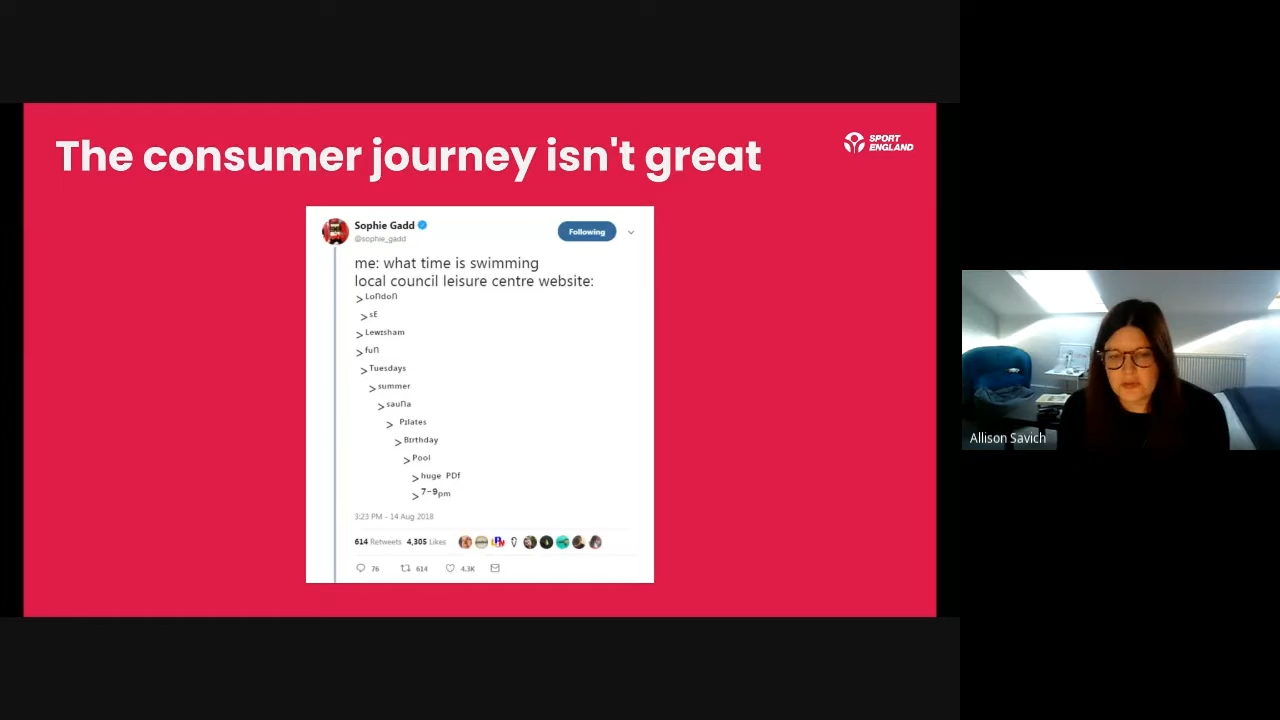 The consumer journey isn't great
SPORT
ENGLAND
Sophie Gadd
@sophie_gadd
Following
me: what time is swimming
local council leisure centre website:
> London
> sE
> Lewisham
> fun
> Tuesdays
> summer
> sauna
> Pilates
> Birthday
> Pool
> huge PDf
> 7-9pm
3:23 PM - 14 Aug 2018
614 Retweets 4,305 Likes
76 614 4.3K
Allison Savich